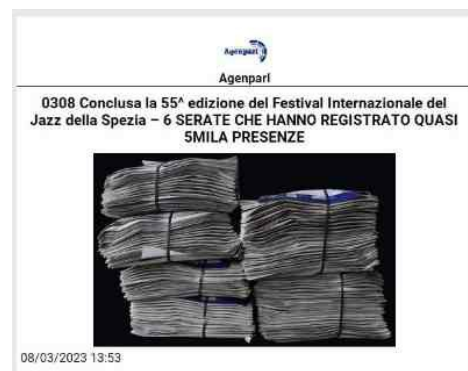 Agenparl
Agenparl
0308 Conclusa la 55^ edizione del Festival Internazionale del
Jazz della Spezia – 6 SERATE CHE HANNO REGISTRATO QUASI
5MILA PRESENZE
08/03/2023 13:53